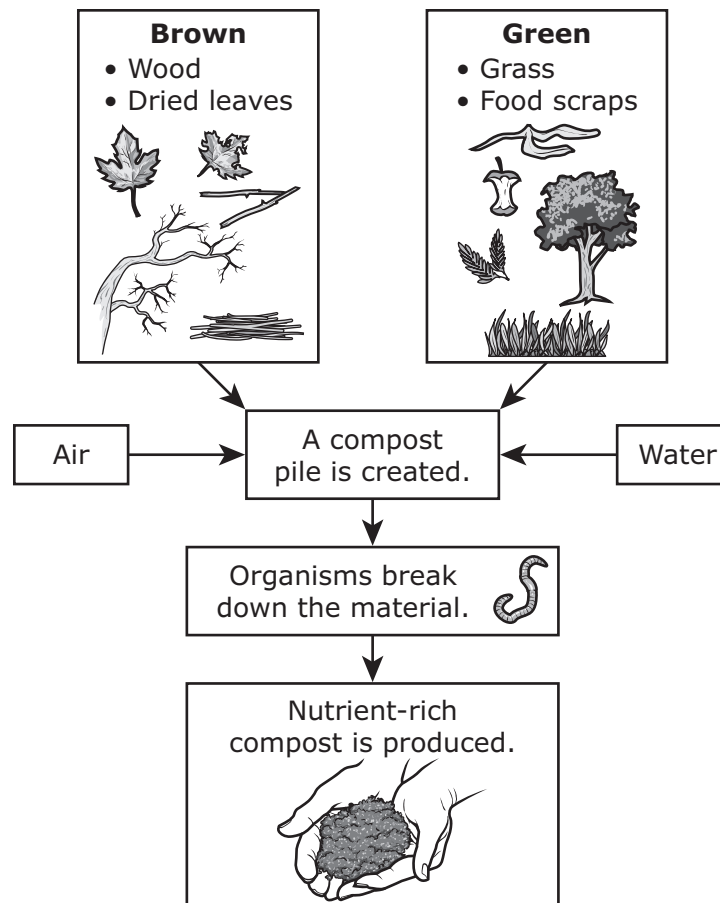 Brown
• Wood
• Dried leaves
Green
• Grass
• Food scraps
Air
A compost
pile is created.
Water
Organisms break
down the material.
Nutrient-rich
compost is produced.